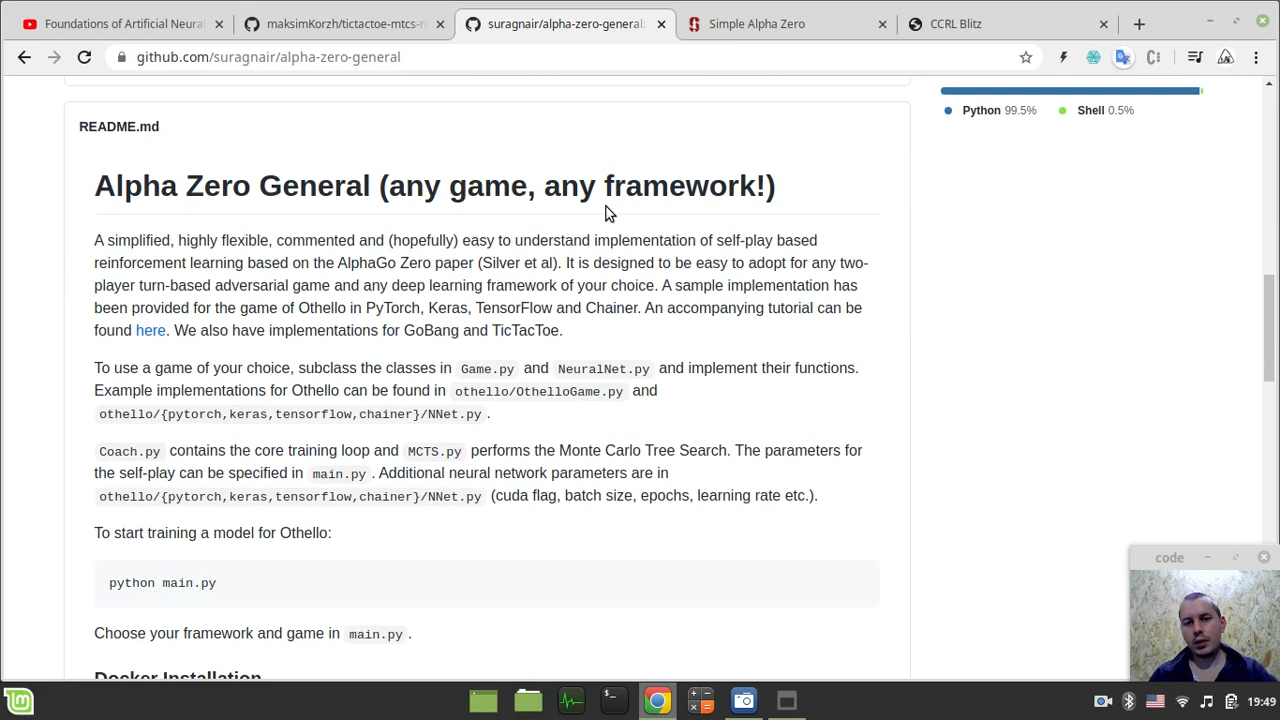 Foundations of Artificial Neural
maksimKorzh/tictactoe-mtcs-n
suragnair/alpha-zero-general:
Simple Alpha Zero
CCRL Blitz
github.com/suragnair/alpha-zero-general
Python 99.5%
Shell 0.5%
README.md
Alpha Zero General (any game, any framework!)
A simplified, highly flexible, commented and (hopefully) easy to understand implementation of self-play based
reinforcement learning based on the AlphaGo Zero paper (Silver et al). It is designed to be easy to adopt for any two-
player turn-based adversarial game and any deep learning framework of your choice. A sample implementation has
been provided for the game of Othello in PyTorch, Keras, TensorFlow and Chainer. An accompanying tutorial can be
found here. We also have implementations for GoBang and TicTacToe.
To use a game of your choice, subclass the classes in Game.py and NeuralNet.py and implement their functions.
Example implementations for Othello can be found in othello/OthelloGame.py and
othello/{pytorch,keras,tensorflow,chainer}/NNet.py.
Coach.py contains the core training loop and MCTS.py performs the Monte Carlo Tree Search. The parameters for
the self-play can be specified in main.py. Additional neural network parameters are in
othello/{pytorch,keras,tensorflow,chainer}/NNet.py (cuda flag, batch size, epochs, learning rate etc.).
To start training a model for Othello:
python main.py
Choose your framework and game in main.py.
Docker Installation
code
19:49